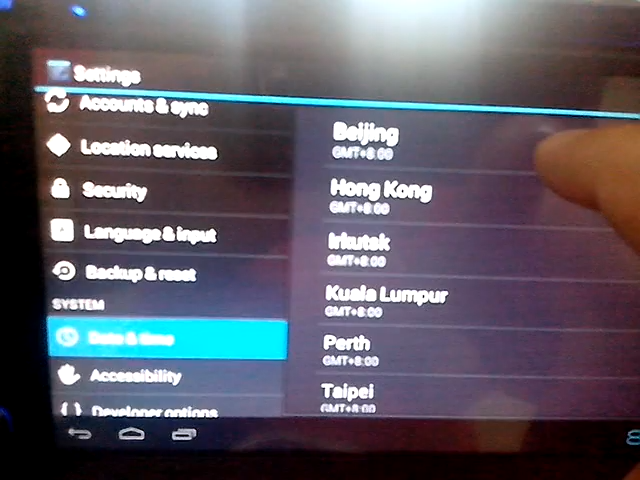 Settings
Accounts & sync
Location services
Security
Language & input
Backup & reset
SYSTEM
Date & time
Accessibility
Developer options
Beijing
GMT+8:00
Hong Kong
GMT+8:00
Irkutsk
GMT+8:00
Kuala Lumpur
GMT+8:00
Perth
GMT+8:00
Taipei
GMT+8:00